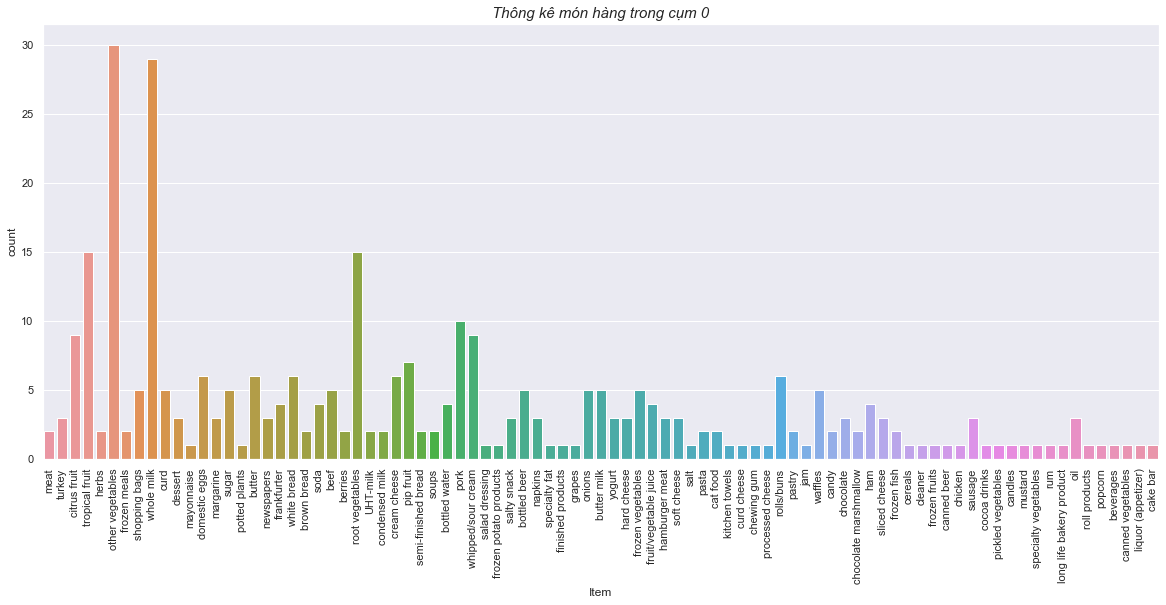 Thông kê món hàng trong cụm 0
count
30
25
20
15
10
5
0
meat
turkey
citrus fruit
tropical fruit
herbs
other vegetables
frozen meals
shopping bags
whole milk
curd
dessert
mayonnaise
domestic eggs
margarine
sugar
potted plants
butter
newspapers
frankfurter
white bread
brown bread
soda
beef
berries
root vegetables
UHT-milk
condensed milk
cream cheese
pip fruit
semi-finished bread
soups
bottled water
pork
whipped/sour cream
salad dressing
frozen potato products
salty snack
bottled beer
napkins
specialty fat
finished products
grapes
onions
butter milk
yogurt
hard cheese
frozen vegetables
fruit/vegetable juice
hamburger meat
soft cheese
salt
pasta
cat food
kitchen towels
curd cheese
chewing gum
processed cheese
rolls/buns
pastry
jam
waffles
candy
chocolate
chocolate marshmallow
ham
sliced cheese
frozen fish
cereals
cleaner
frozen fruits
canned beer
chicken
sausage
cocoa drinks
pickled vegetables
candles
mustard
specialty vegetables
rum
long life bakery product
oil
roll products
popcorn
beverages
canned vegetables
liquor (appetizer)
cake bar
Item